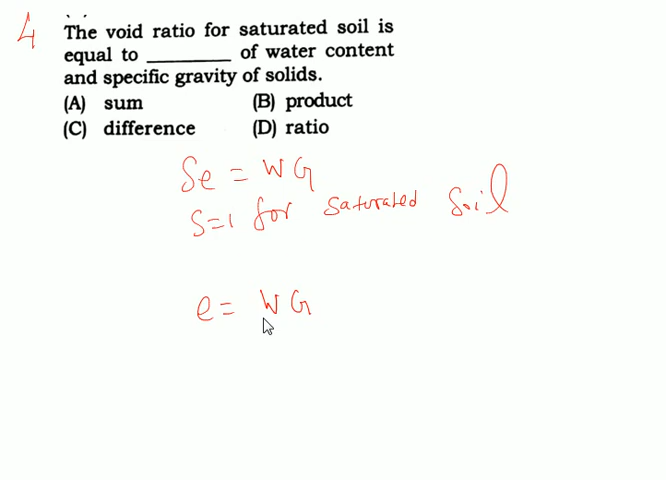 4 The void ratio for saturated soil is
equal to ________ of water content
and specific gravity of solids.
(A) sum (B) product
(C) difference (D) ratio
Se = WG
S=1 for saturated soil
e = WG